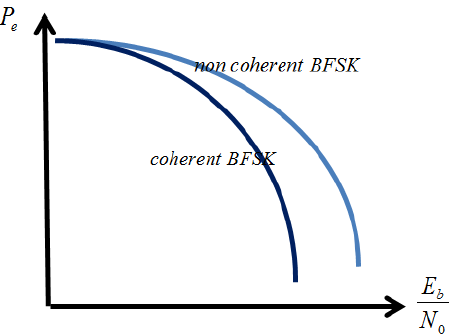 P_e
non coherent BFSK
coherent BFSK
E_b
N_0